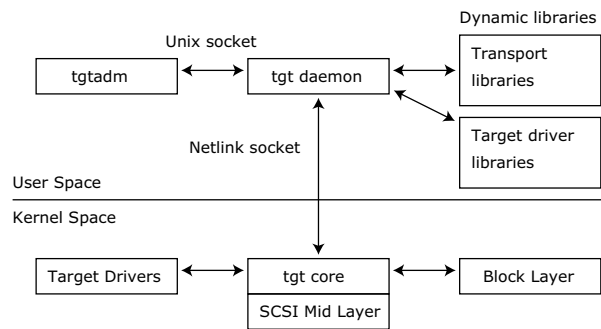 Dynamic libraries
Unix socket
tgtadm
tgt daemon
Transport
libraries
Target driver
libraries
Netlink socket
User Space
Kernel Space
Target Drivers
tgt core
Block Layer
SCSI Mid Layer